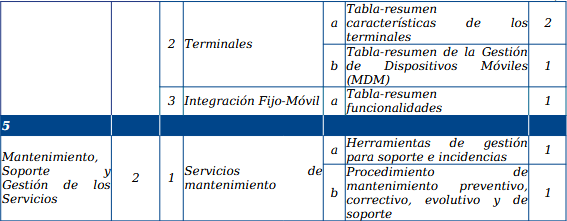 2 Terminales
a Tabla-resumen características de los terminales 2
b Tabla-resumen de la Gestión de Dispositivos Móviles (MDM) 1
3 Integración Fijo-Móvil a Tabla-resumen funcionalidades 1
5
Mantenimiento, Soporte y Gestión de los Servicios 2
1 Servicios de mantenimiento
a Herramientas de gestión para soporte e incidencias 1
b Procedimiento de mantenimiento preventivo, correctivo, evolutivo y de soporte 1